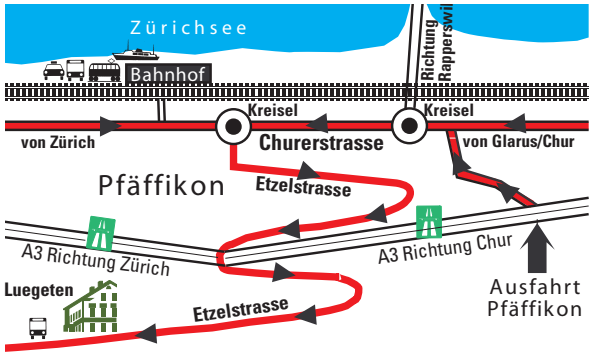 Zürichsee
Richtung
Rapperswil
Bahnhof
Kreisel
Kreisel
von Zürich
Churerstrasse
von Glarus/Chur
Pfäffikon
Etzelstrasse
A3 Richtung Zürich
A3 Richtung Chur
Luegeten
Etzelstrasse
Ausfahrt
Pfäffikon